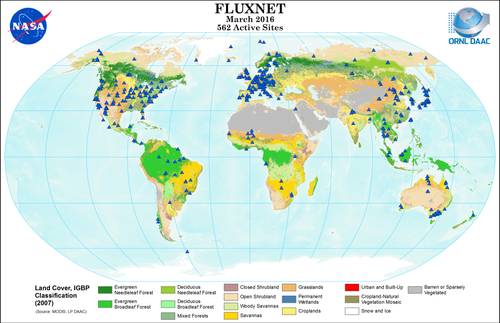 FLUXNET
March 2016
562 Active Sites
NASA
ORNL DAAC
Land Cover, IGBP
Classification
(2007)
(Source: MODIS, LP DAAC)
Evergreen
Needleleaf Forest
Evergreen
Broadleaf Forest
Deciduous
Needleleaf Forest
Deciduous
Broadleaf Forest
Mixed Forests
Closed Shrubland
Open Shrubland
Woody Savannas
Savannas
Grasslands
Permanent
Wetlands
Croplands
Urban and Built-Up
Cropland-Natural
Vegetation Mosaic
Snow and Ice
Barren or Sparsely
Vegetated